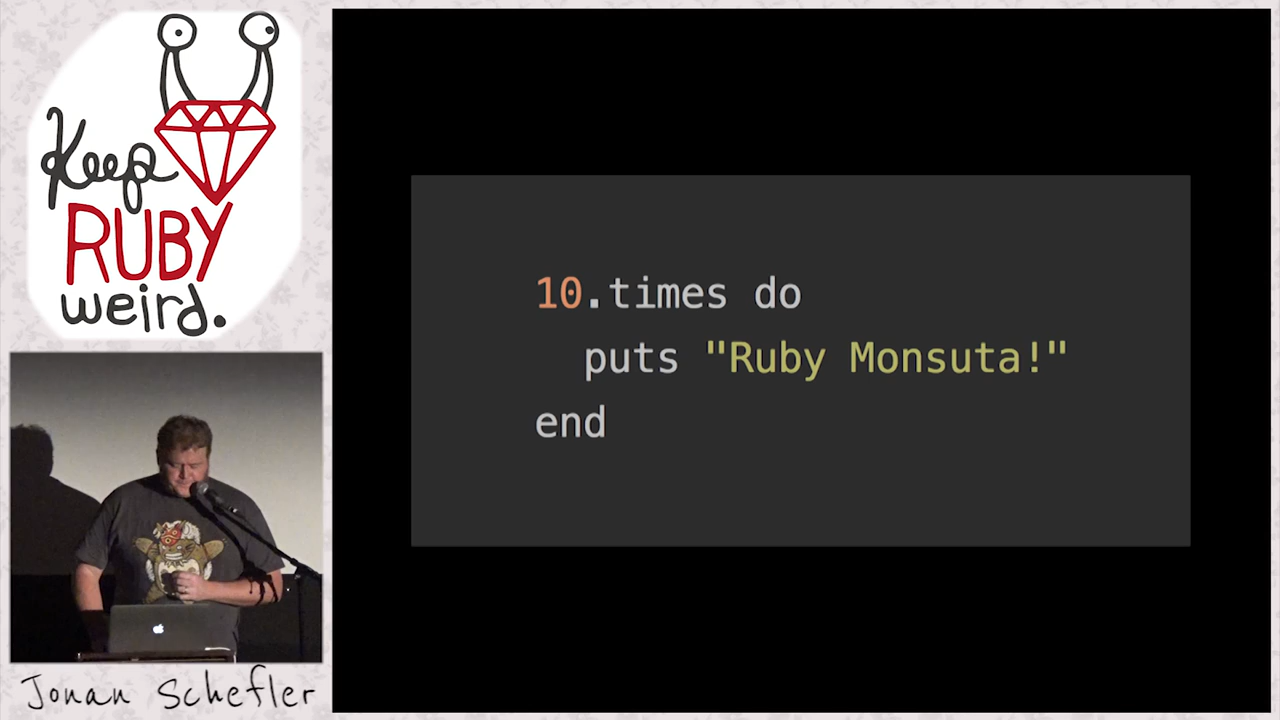 Keep
RUBY
weird.
10.times do
  puts "Ruby Monsuta!"
end
Jonan Schefler